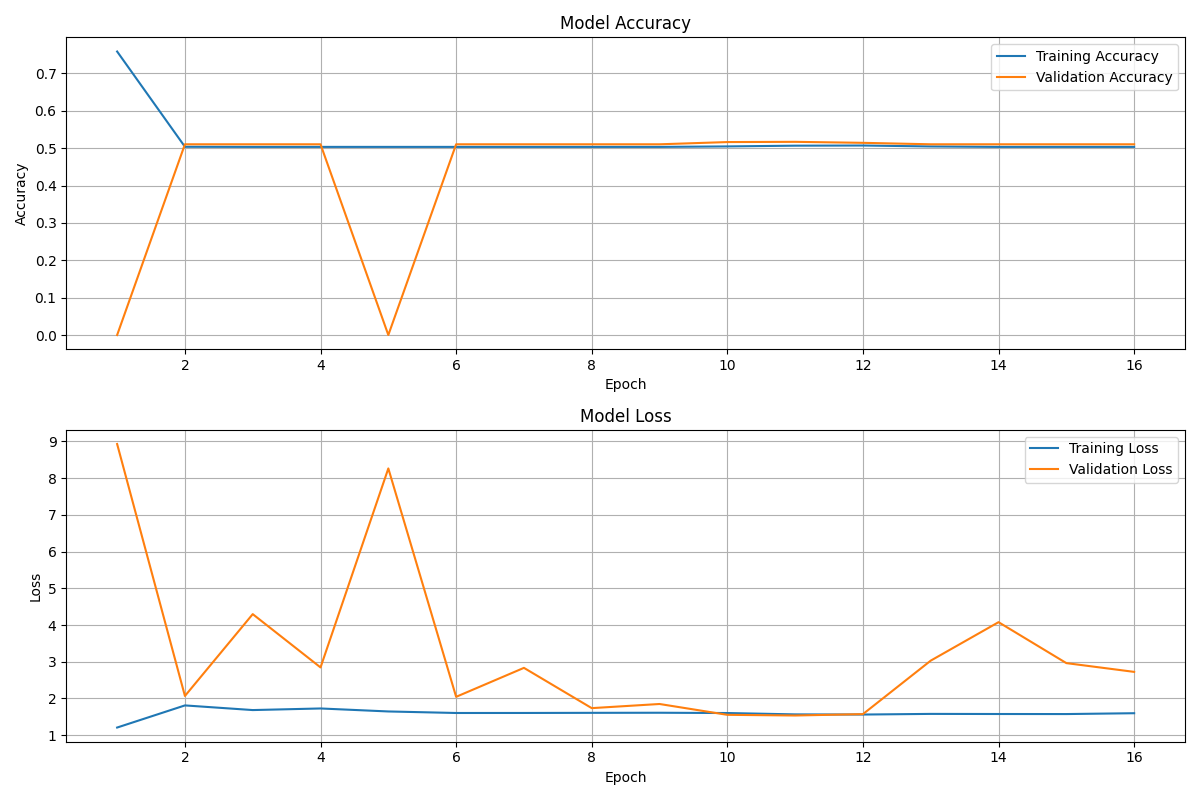 Model Accuracy
Training Accuracy
Validation Accuracy
0.7
0.6
0.5
0.4
0.3
0.2
0.1
0.0
Accuracy
2 4 6 8 10 12 14 16
Epoch
Model Loss
Training Loss
Validation Loss
9
8
7
6
5
4
3
2
1
Loss
2 4 6 8 10 12 14 16
Epoch